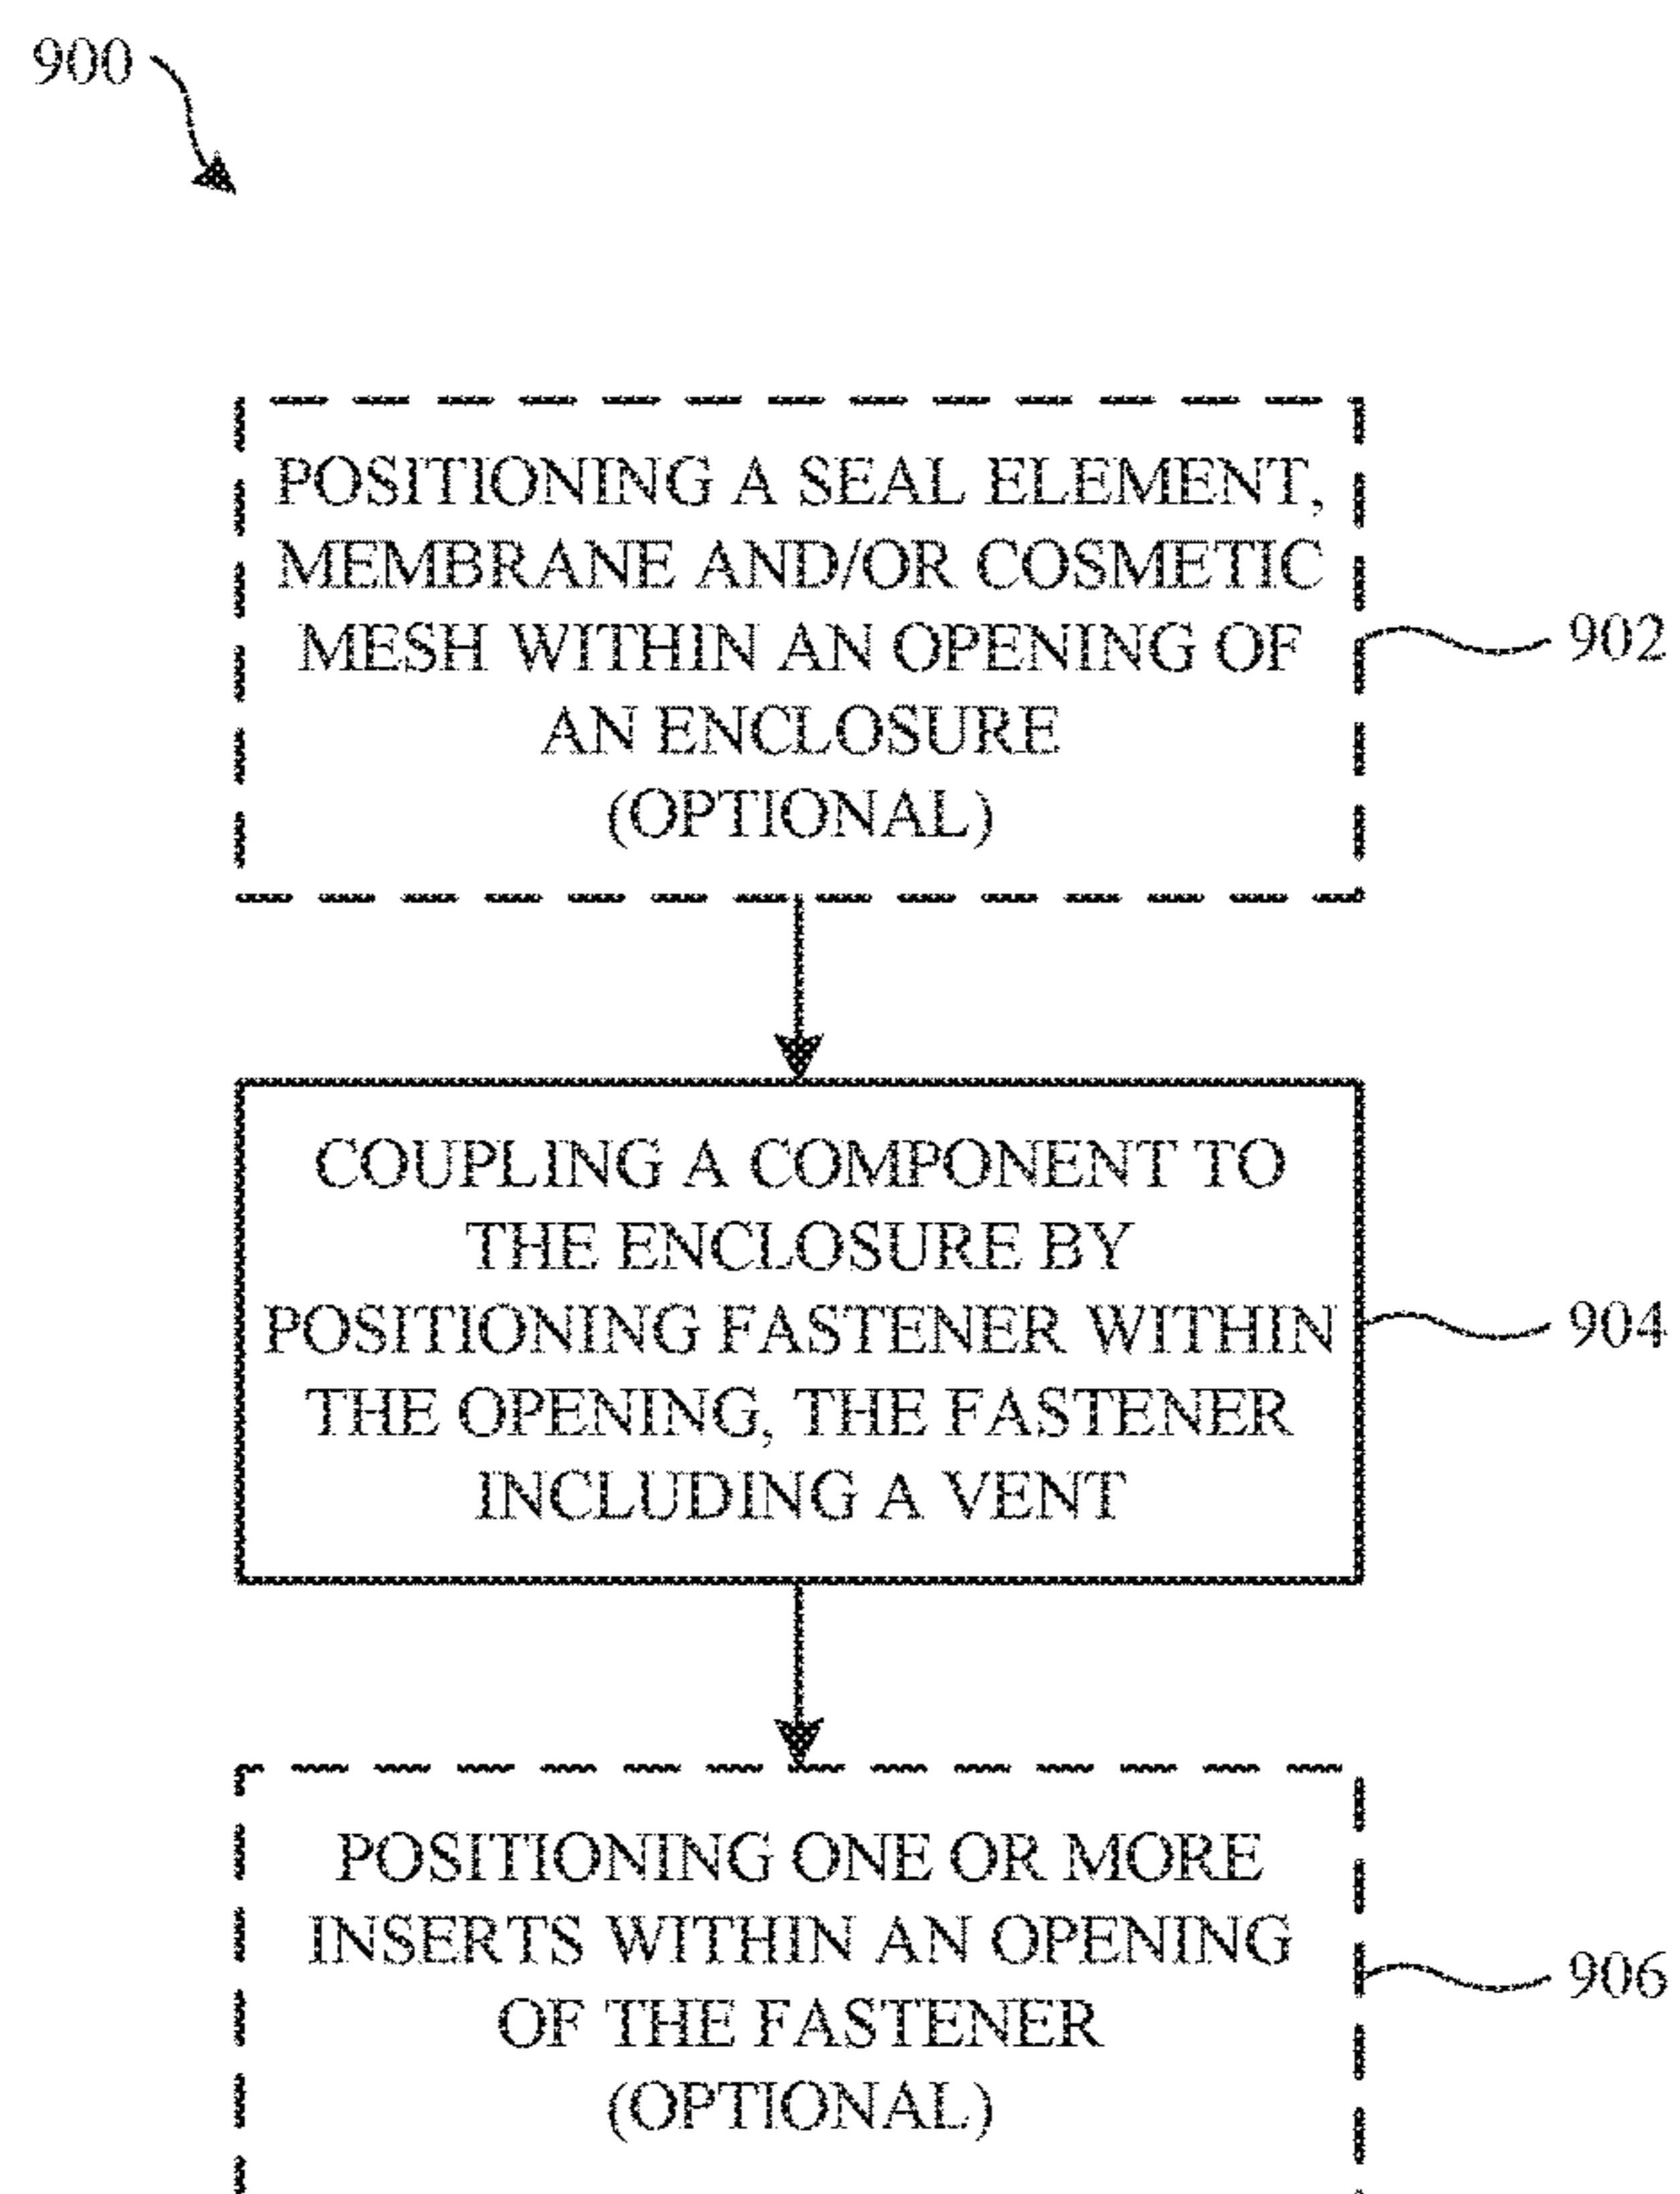 900
POSITIONING A SEAL ELEMENT,
MEMBRANE AND/OR COSMETIC
MESH WITHIN AN OPENING OF
AN ENCLOSURE
(OPTIONAL)
902
COUPLING A COMPONENT TO
THE ENCLOSURE BY
POSITIONING FASTENER WITHIN
THE OPENING, THE FASTENER
INCLUDING A VENT
904
POSITIONING ONE OR MORE
INSERTS WITHIN AN OPENING
OF THE FASTENER
(OPTIONAL)
906